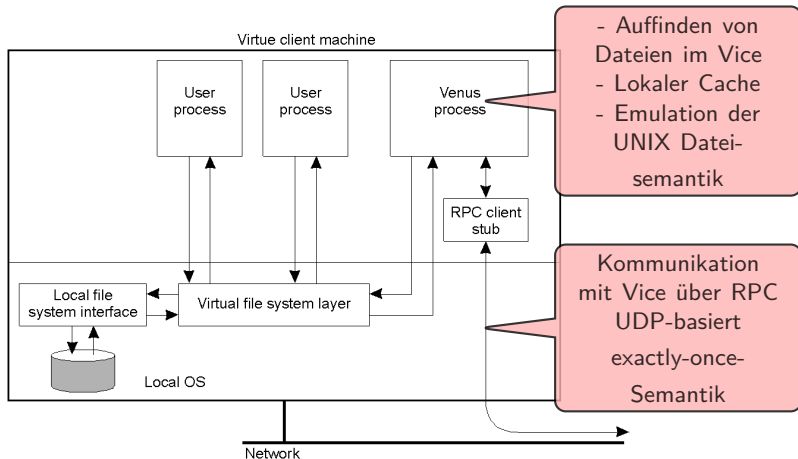 Virtue client machine
User
process
User
process
Venus
process
RPC client
stub
Local file
system interface
Virtual file system layer
Local OS
Network
- Auffinden von
Dateien im Vice
- Lokaler Cache
- Emulation der
UNIX Datei-
semantik
Kommunikation
mit Vice über RPC
UDP-basiert
exactly-once-
Semantik